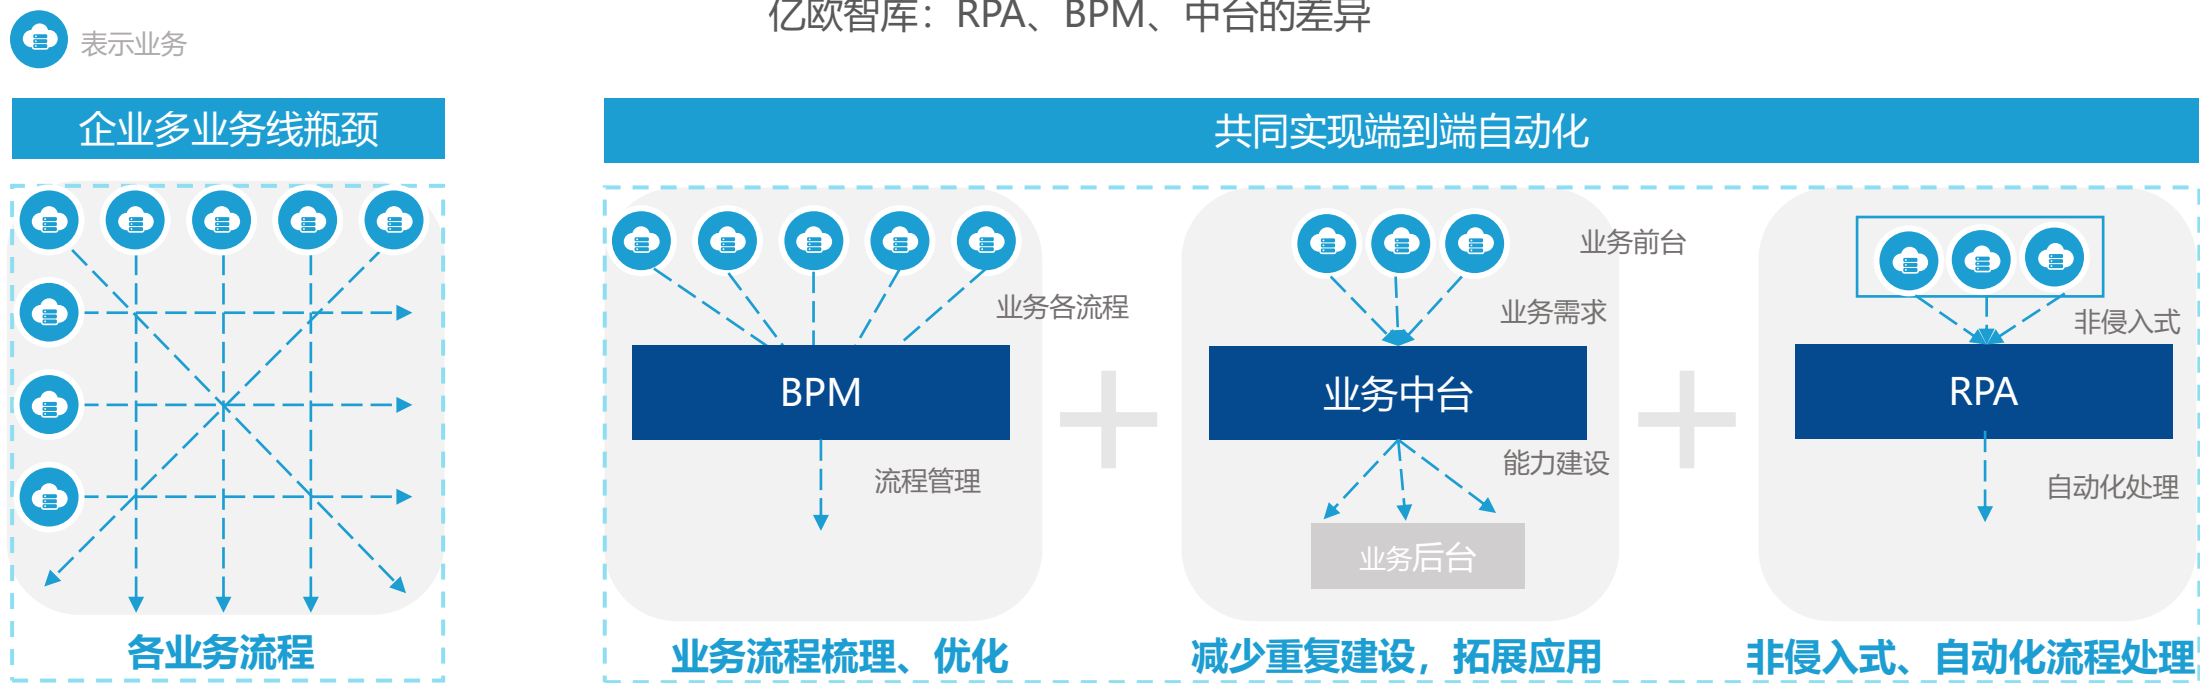 亿欧智库：RPA、BPM、中台的差异
表示业务
企业多业务线瓶颈
共同实现端到端自动化
业务前台
业务各流程
业务需求
非侵入式
BPM
业务中台
RPA
流程管理
能力建设
自动化处理
业务后台
各业务流程
业务流程梳理、优化
减少重复建设，拓展应用
非侵入式、自动化流程处理